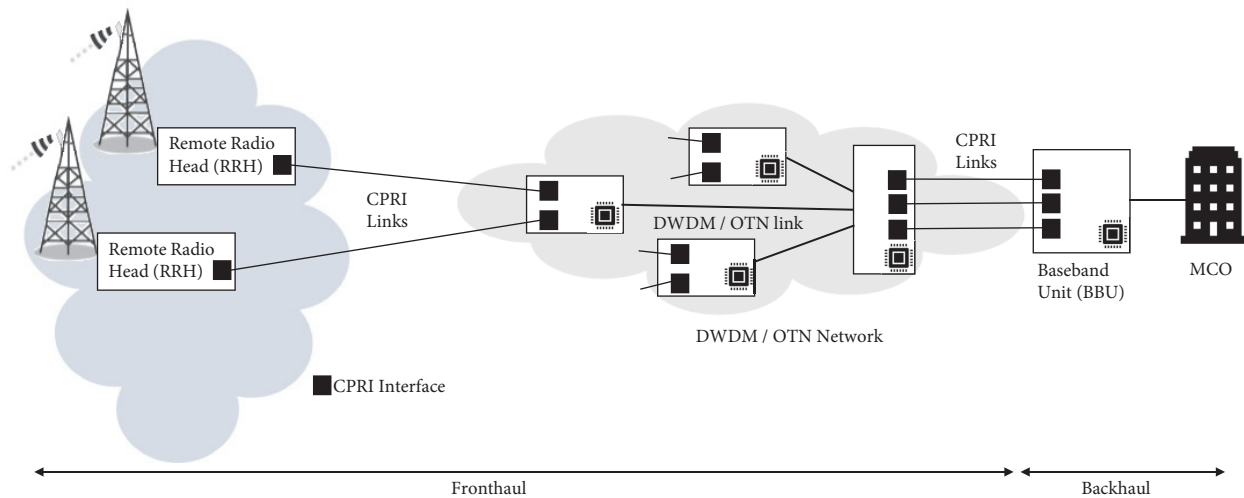 Remote Radio
Head (RRH)
Remote Radio
Head (RRH)
CPRI
Links
DWDM / OTN link
CPRI
Links
Baseband
Unit (BBU)
MCO
DWDM / OTN Network
CPRI Interface
Fronthaul
Backhaul